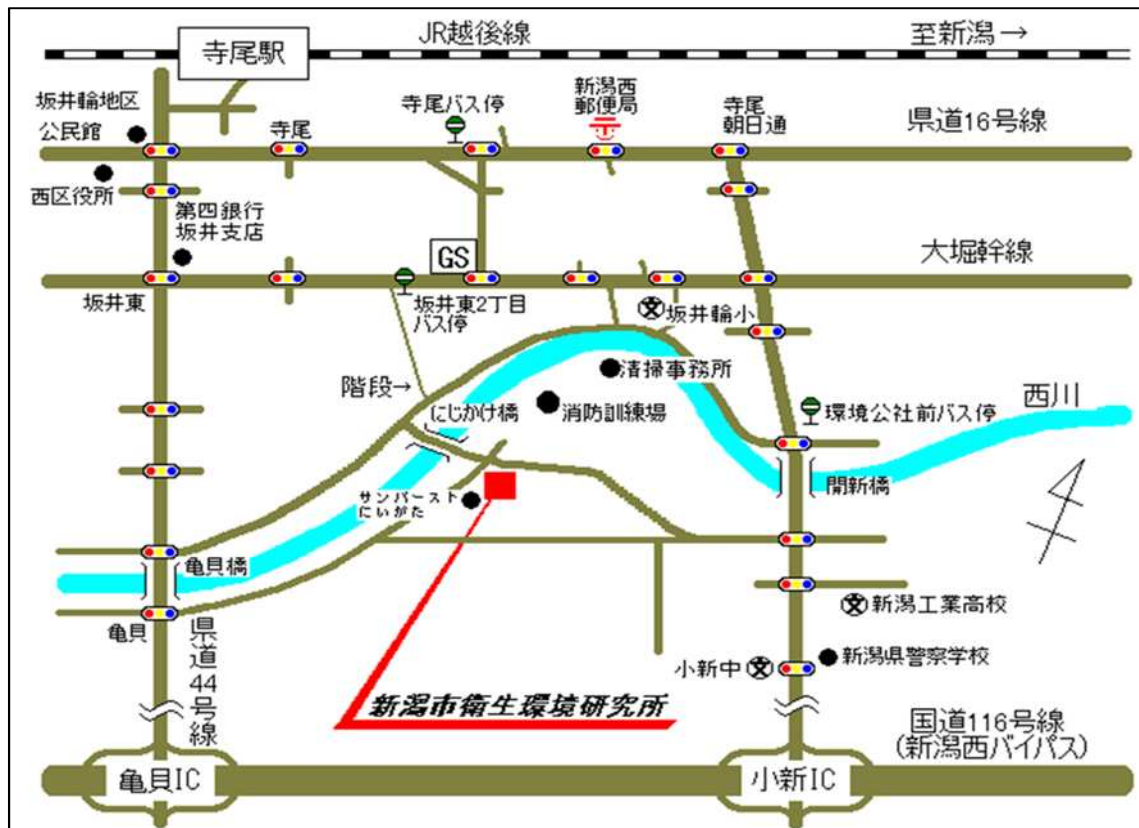 JR越後線
至新潟→
寺尾駅
坂井輪地区
公民館
寺尾
寺尾バス停
新潟西
郵便局
寺尾
朝日通
県道16号線
西区役所
第四銀行
坂井支店
GS
大堀幹線
坂井東
坂井東2丁目
バス停
坂井輪小
階段→
清掃事務所
にじかけ橋
消防訓練場
環境公社前バス停
西川
サンバースト
にいがた
開新橋
亀貝橋
亀貝
県道44号線
新潟工業高校
小新中
新潟県警察学校
新潟市衛生環境研究所
国道116号線
(新潟西バイパス)
亀貝IC
小新IC